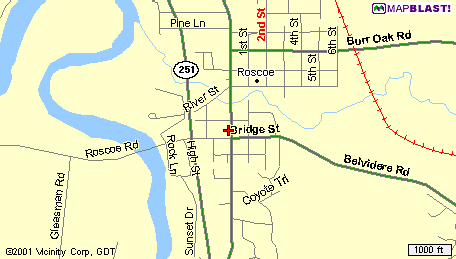 MAPBLAST!
Pine Ln
1st St
2nd St
4th St
5th St
6th St
Burr Oak Rd
251
Roscoe
River St
Bridge St
Roscoe Rd
Rock Ln
High St
Belvidere Rd
Gleasman Rd
Coyote Trl
Sunset Dr
©2001 Vicinity Corp, GDT
1000 ft